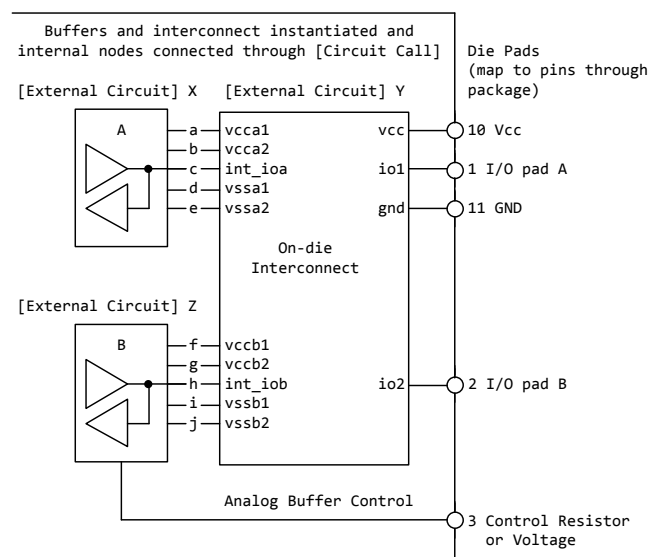 Buffers and interconnect instantiated and
internal nodes connected through [Circuit Call]
Die Pads
(map to pins through
package)
[External Circuit] X
[External Circuit] Y
A
a
vcca1
vcc
10 Vcc
b
vcca2
c
int_ioa
io1
1 I/O pad A
d
vssa1
e
vssa2
gnd
11 GND
On-die
Interconnect
[External Circuit] Z
B
f
vccb1
g
vccb2
h
int_iob
io2
2 I/O pad B
i
vssb1
j
vssb2
Analog Buffer Control
3 Control Resistor
or Voltage